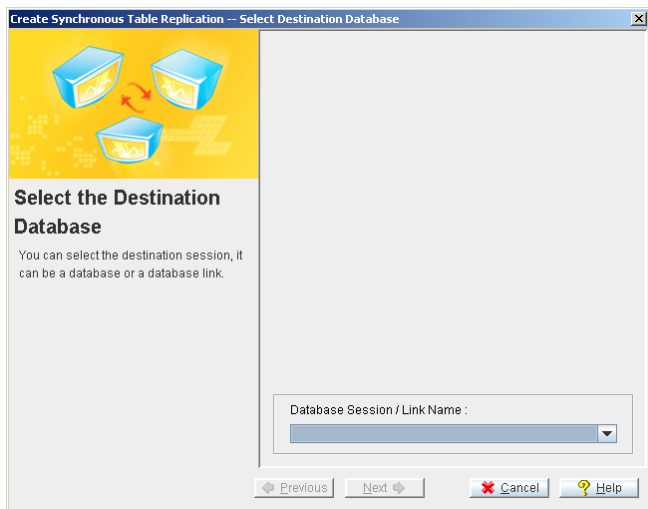 Create Synchronous Table Replication -- Select Destination Database
Select the Destination
Database
You can select the destination session, it
can be a database or a database link.
Database Session / Link Name :
Previous
Next
Cancel
Help